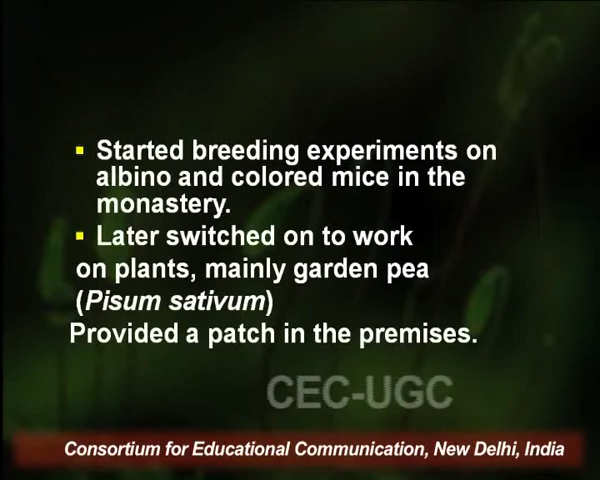 Started breeding experiments on
albino and colored mice in the
monastery.
Later switched on to work
on plants, mainly garden pea
(Pisum sativum)
Provided a patch in the premises.
CEC-UGC
Consortium for Educational Communication, New Delhi, India